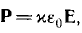 P = ϰε₀E,